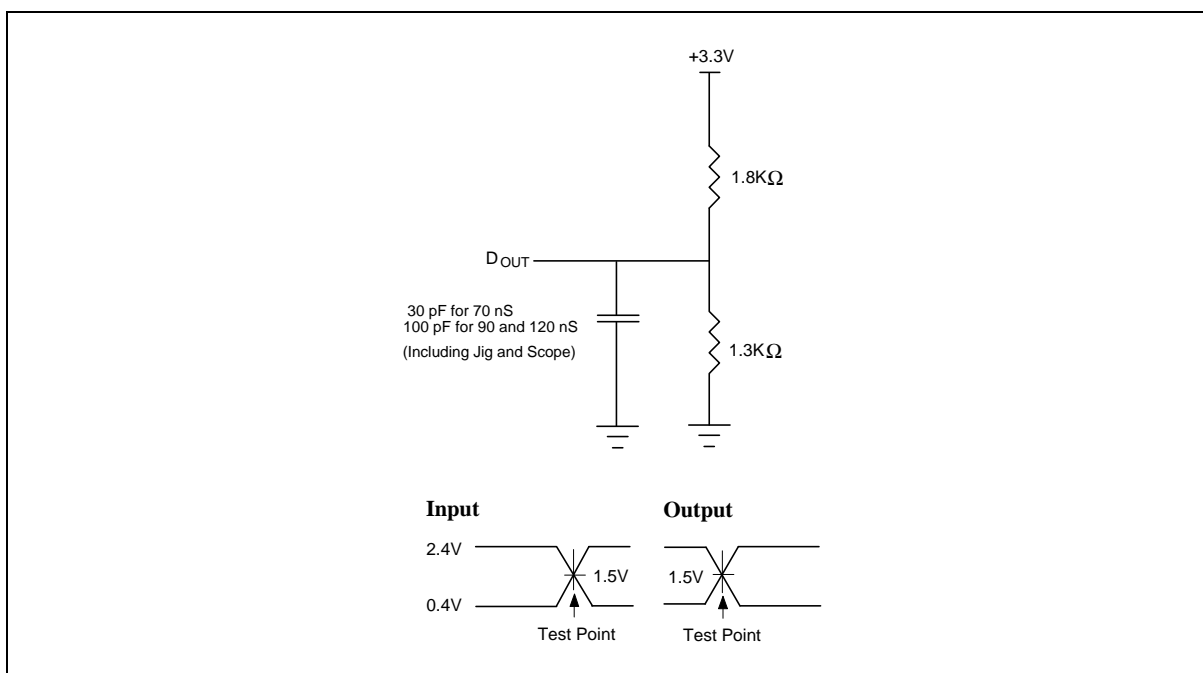 +3.3V
1.8KΩ
DOUT
30 pF for 70 nS
100 pF for 90 and 120 nS
(Including Jig and Scope)
1.3KΩ
Input
Output
2.4V
1.5V
1.5V
0.4V
Test Point
Test Point